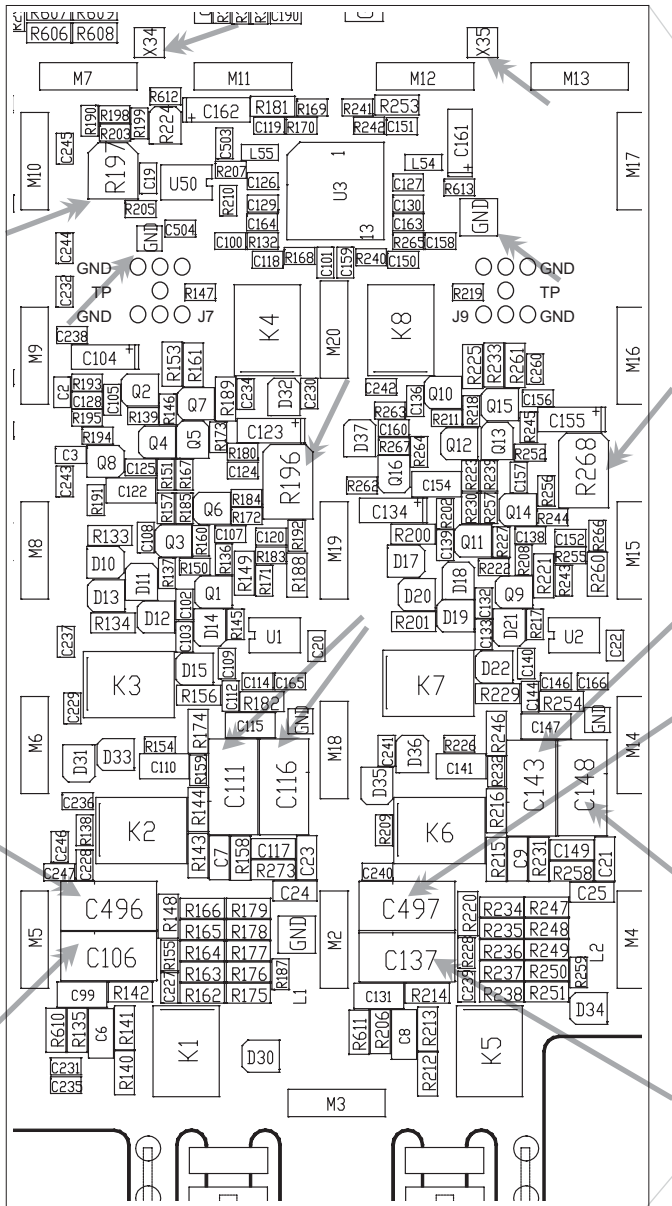 R607 R609 C190
R606 R608 X34 X35
M7 M11 M12 M13
R612
R190 R198 R199 R224 C162 R181 R169 R241 R253 C161
R203 C119 R170 R242 C151
M10 C245 R197 C503 L55 U3 1 L54 M17
C19 U50 R207 C126 C127 R613
R210 C129 C130
R205 C164 13 C163 GND
GND C504 C100 R132 R265 C158
C244 C118 R168 C101 C159 R240 C150
GND GND
C232 TP R147 R219 TP
GND J7 K4 M20 K8 J9 GND
M9 C238 M16
C104 R153 R161 R225 R233 R261 C260
C2 R193 C105 Q2 R189 C234 D32 C230 C242 C136 Q10
C128 R146 Q7 R218 Q15 C156
R195 R139 R263 R211 R245 C155
R194 Q4 Q5 R173 C123 D37 C160 Q12 Q13
C3 Q8 R180 R267 R264 R252
C243 C125 R151 R167 C124 R196 Q16 R223 R239 C157 R268
R191 C122 R262 C154 R256
R157 R185 Q6 R184 C134 R202 R230 R257 Q14
R172 R244
M8 R133 C108 Q3 R160 C107 C120 R192 M19 R200 C139 Q11 R227 C138 C152 R266 M15
D10 R136 R183 D17 R208 R255
D11 R137 R150 R149 R171 R188 D18 R222 R221 R243 R260
D13 C102 Q1 D20 C132 Q9
R134 D12 C103 D14 R145 U1 R201 D19 C133 D21 R217 U2
C237 C20 C22
K3 D15 C109 K7 D22 C140
C112 C114 C165 C144 C146 C166
C229 R156 R182 R229 R254
R174 C115 GND R246 C147 GND
M6 R154 M18 C241 D36 R226 M14
D31 D33 C110 R159 C111 C116 D35 C141 R232 C143 C148
C236 R144 R216
R138 K2 R209 K6
C246 C228 R143 C7 R158 C117 C23 R215 C9 R231 C149 C21
C247 R273 C240 R258
C24 C25
M5 C496 R148 R166 R179 M2 C497 R220 R234 R247 M4
R165 R178 GND R235 R248
C106 R155 R164 R177 C137 R228 R236 R249 L2
R163 R176 R187 R237 R250 R259
C99 R142 C227 R162 R175 L1 C131 R214 C239 R238 R251
R610 R135 C6 R141 K1 R611 R206 C8 R213 K5 D34
C231 R140 D30 R212
C235
M3